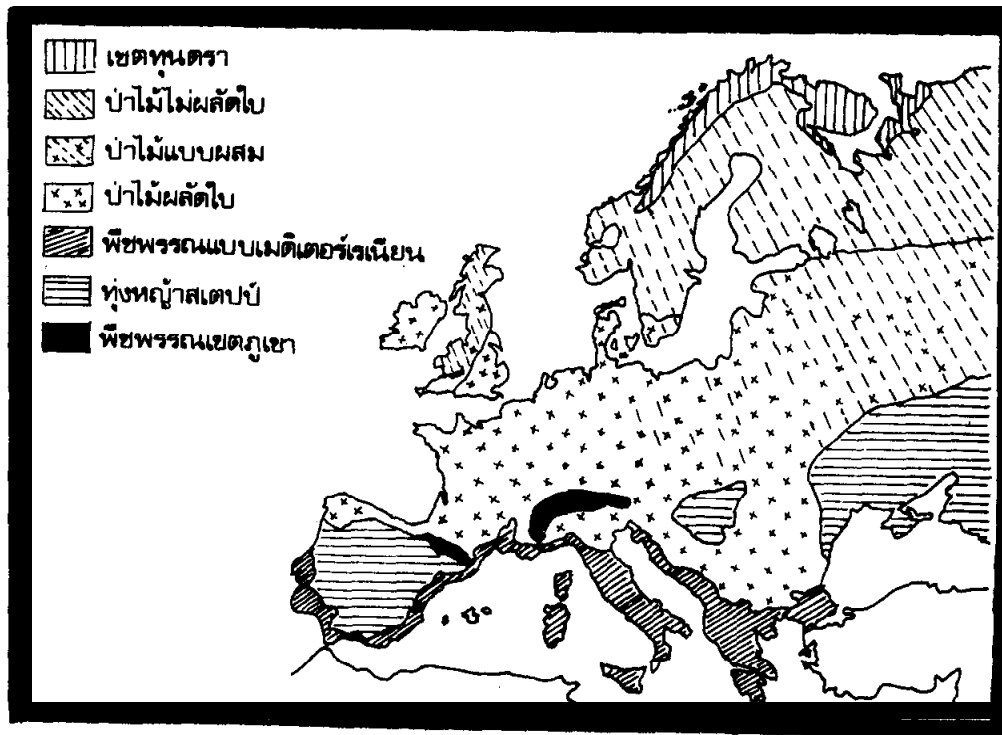 เขตทุนดรา
ป่าไม้ไม่ผลัดใบ
ป่าไม้แบบผสม
ป่าไม้ผลัดใบ
พืชพรรณแบบเมดิเตอร์เรเนียน
ทุ่งหญ้าสเตปป์
พืชพรรณเขตภูเขา